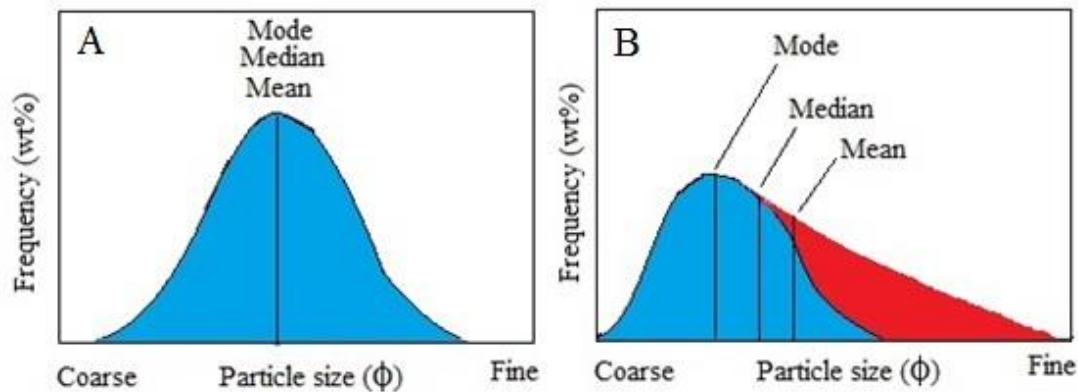 A
Mode
Median
Mean
Frequency (wt%)
Coarse
Particle size (ϕ)
Fine
B
Mode
Median
Mean
Frequency (wt%)
Coarse
Particle size (ϕ)
Fine